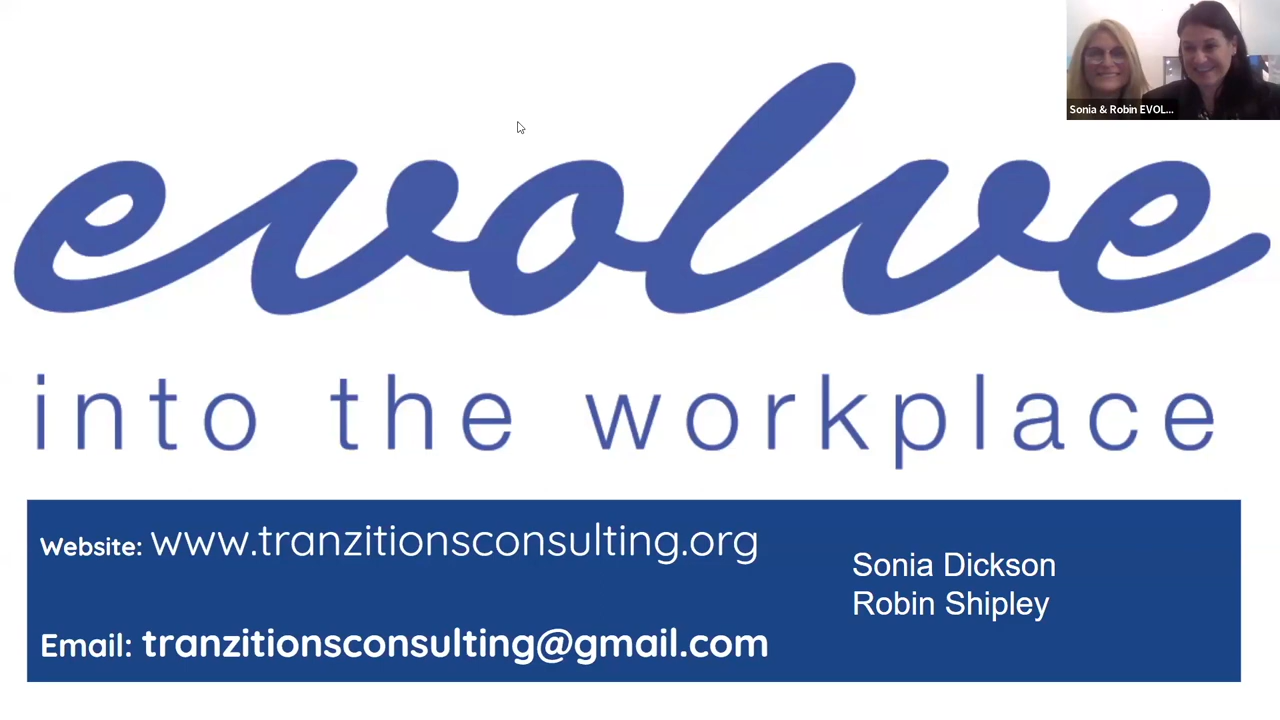 Sonia & Robin EVOL...
evolve
into the workplace
Website: www.tranzitionsconsulting.org
Email: tranzitionsconsulting@gmail.com
Sonia Dickson
Robin Shipley